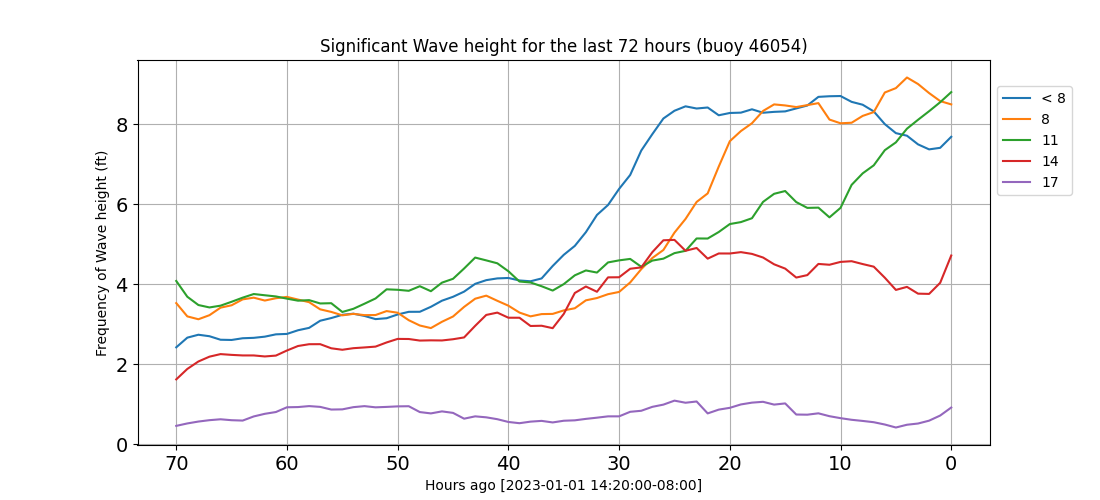 Significant Wave height for the last 72 hours (buoy 46054)
Frequency of Wave height (ft)
8
6
4
2
0
70 60 50 40 30 20 10 0
Hours ago [2023-01-01 14:20:00-08:00]
< 8
8
11
14
17